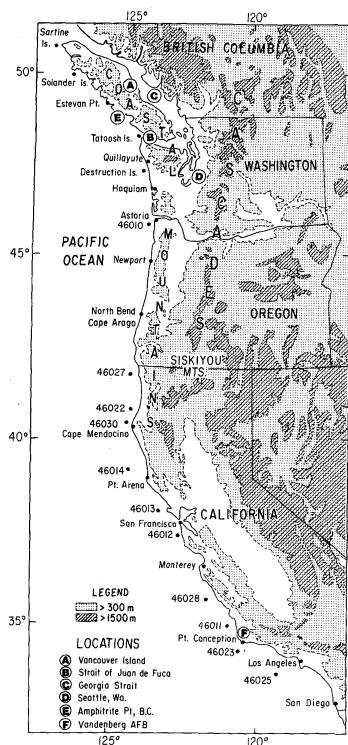 125° 120°
Sartine
Is.
BRITISH COLUMBIA
50°
Solander Is.
Estevan Pt.
COASTAL
A
C
E
B
Tatoosh Is.
Quillayute
Destruction Is.
D
Hoquiam
WASHINGTON
CASCADES
Astoria
46010
PACIFIC
OCEAN
45°
MOUNTAINS
Newport
OREGON
North Bend
Cape Arago
SISKIYOU
MTS.
46027
46022
46030
Cape Mendocino
40°
46014
Pt. Arena
46013
CALIFORNIA
San Francisco
46012
Monterey
46028
35°
46011
F
Pt. Conception
46023
Los Angeles
46025
San Diego
LEGEND
> 300 m
> 1500 m
LOCATIONS
A Vancouver Island
B Strait of Juan de Fuca
C Georgia Strait
D Seattle, Wa.
E Amphitrite Pt, B.C.
F Vandenberg AFB
125° 120°